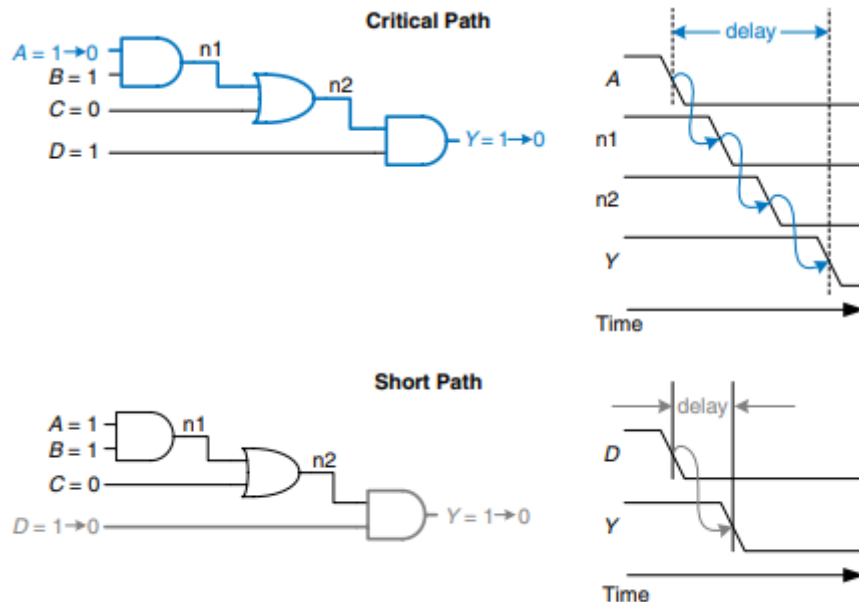 Critical Path
A = 1→0
n1
B = 1
n2
C = 0
D = 1
Y = 1→0
delay
A
n1
n2
Y
Time
Short Path
A = 1
n1
B = 1
n2
C = 0
D = 1→0
Y = 1→0
delay
D
Y
Time